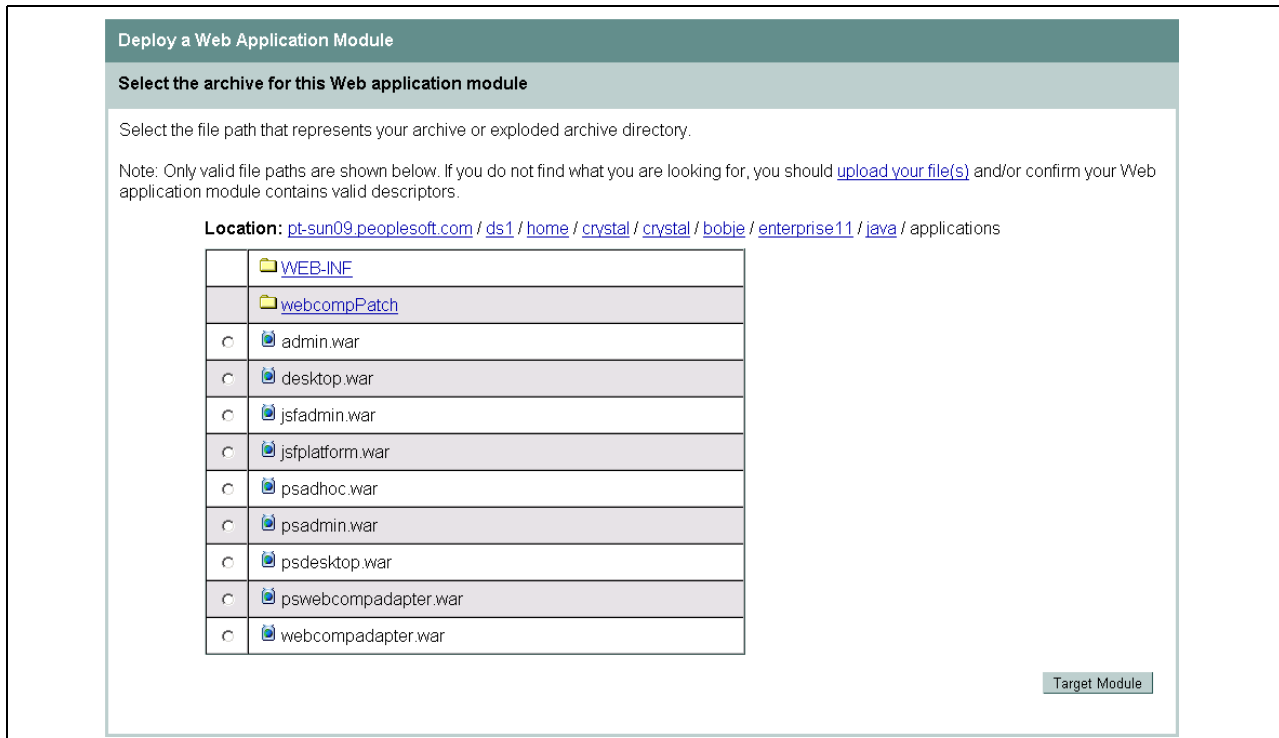 Deploy a Web Application Module
Select the archive for this Web application module
Select the file path that represents your archive or exploded archive directory.
Note: Only valid file paths are shown below. If you do not find what you are looking for, you should upload your file(s) and/or confirm your Web
application module contains valid descriptors.
Location: pt-sun09.peoplesoft.com / ds1 / home / crystal / crystal / bobje / enterprise11 / java / applications
WEB-INF
webcompPatch
admin.war
desktop.war
jsfadmin.war
jsfplatform.war
psadhoc.war
psadmin.war
psdesktop.war
pswebcompadapter.war
webcompadapter.war
Target Module